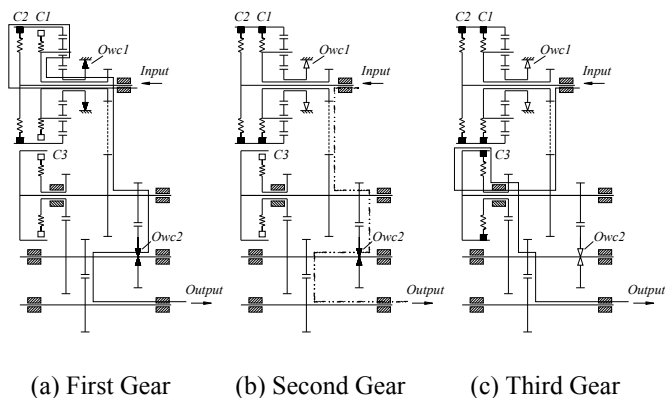 C2 C1
Owc1
Input
C3
Owc2
Output
(a) First Gear
C2 C1
Owc1
Input
C3
Owc2
Output
(b) Second Gear
C2 C1
Owc1
Input
C3
Owc2
Output
(c) Third Gear